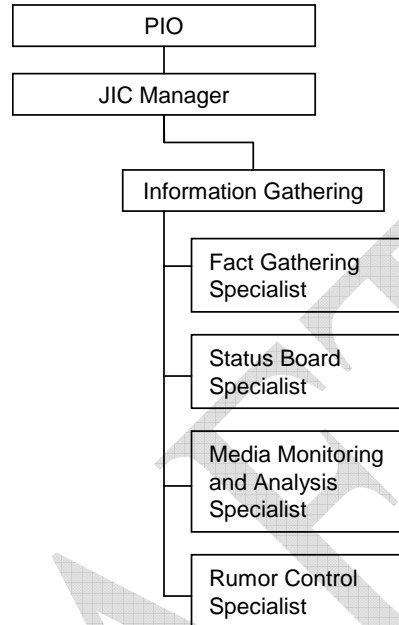 PIO
JIC Manager
Information Gathering
Fact Gathering
Specialist
Status Board
Specialist
Media Monitoring
and Analysis
Specialist
Rumor Control
Specialist